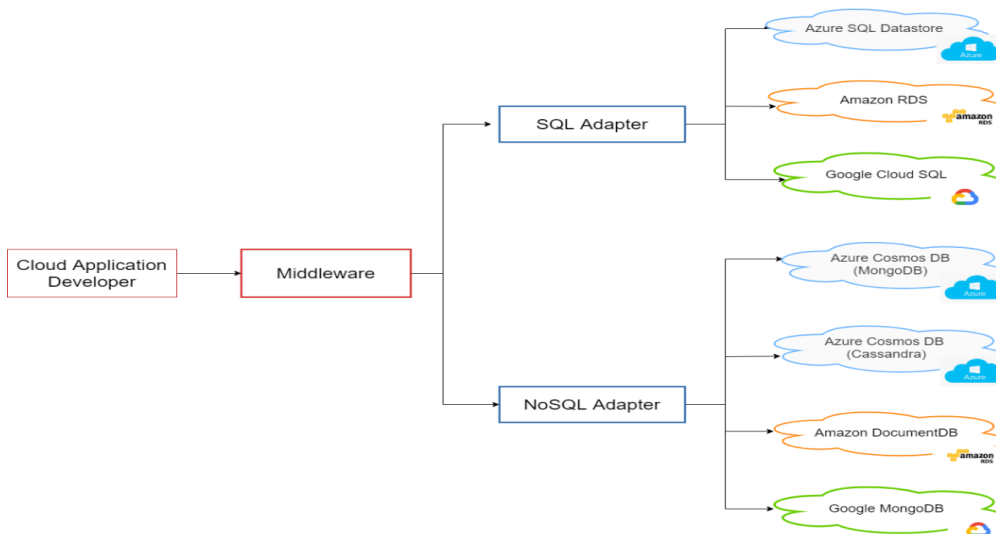 Azure SQL Datastore
Azure
Amazon RDS
amazon
RDS
SQL Adapter
Google Cloud SQL
Cloud Application
Developer
Middleware
Azure Cosmos DB
(MongoDB)
Azure
Azure Cosmos DB
(Cassandra)
Azure
NoSQL Adapter
Amazon DocumentDB
amazon
RDS
Google MongoDB